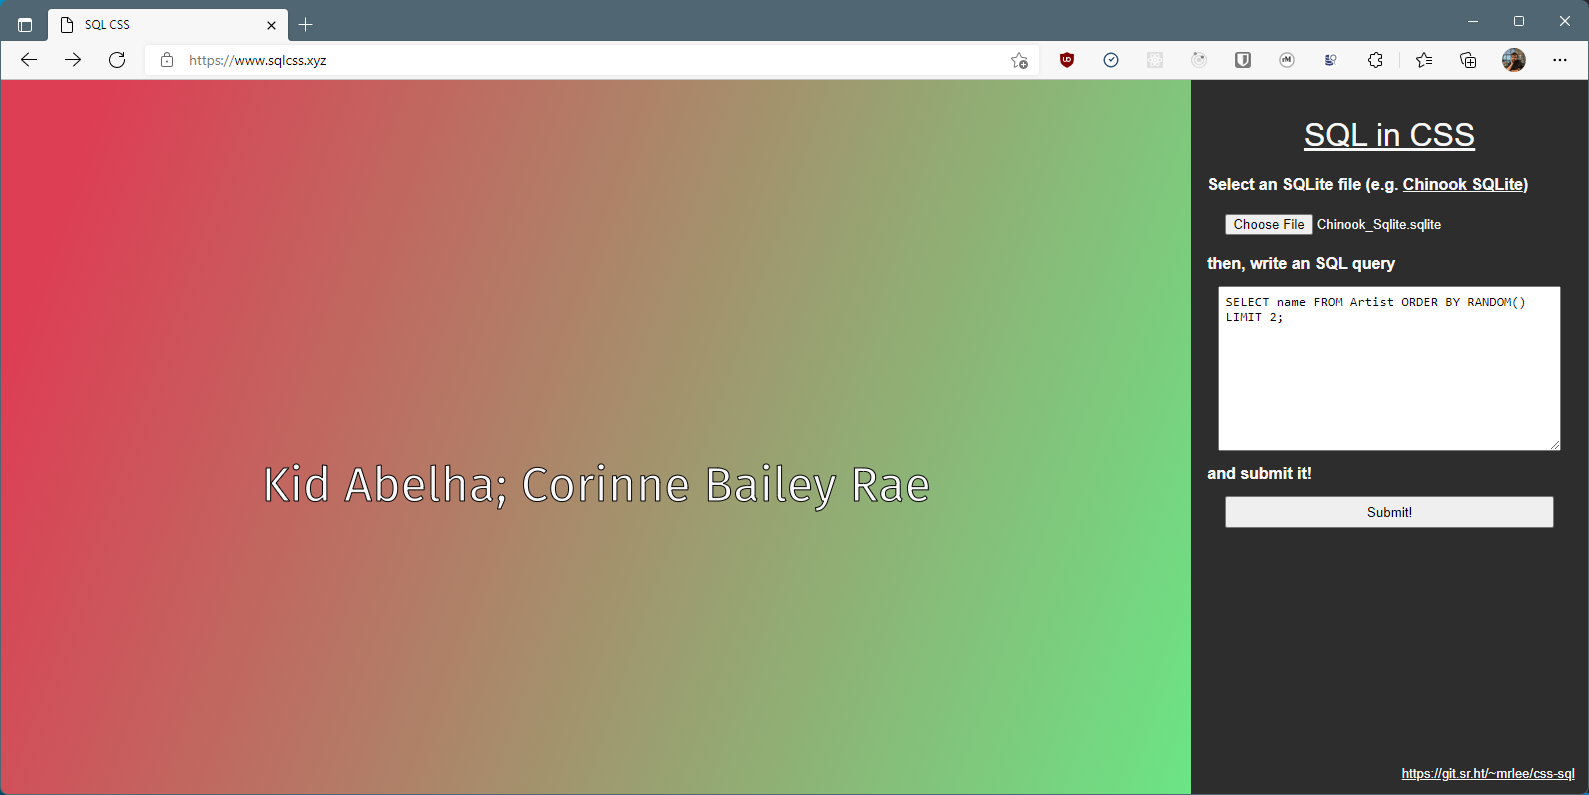 SQL CSS
https://www.sqlcss.xyz
SQL in CSS
Select an SQLite file (e.g. Chinook SQLite)
Choose File Chinook_Sqlite.sqlite
then, write an SQL query
SELECT name FROM Artist ORDER BY RANDOM()
LIMIT 2;
Kid Abelha; Corinne Bailey Rae
and submit it!
Submit!
https://git.sr.ht/~mrlee/css-sql